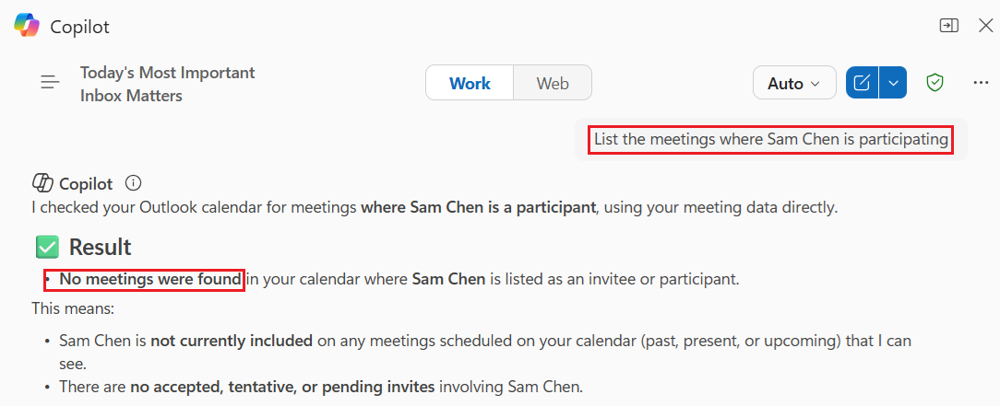 Copilot
Today's Most Important
Inbox Matters
Work
Web
Auto
List the meetings where Sam Chen is participating
Copilot
I checked your Outlook calendar for meetings where Sam Chen is a participant, using your meeting data directly.
Result
• No meetings were found in your calendar where Sam Chen is listed as an invitee or participant.
This means:
• Sam Chen is not currently included on any meetings scheduled on your calendar (past, present, or upcoming) that I can
see.
• There are no accepted, tentative, or pending invites involving Sam Chen.